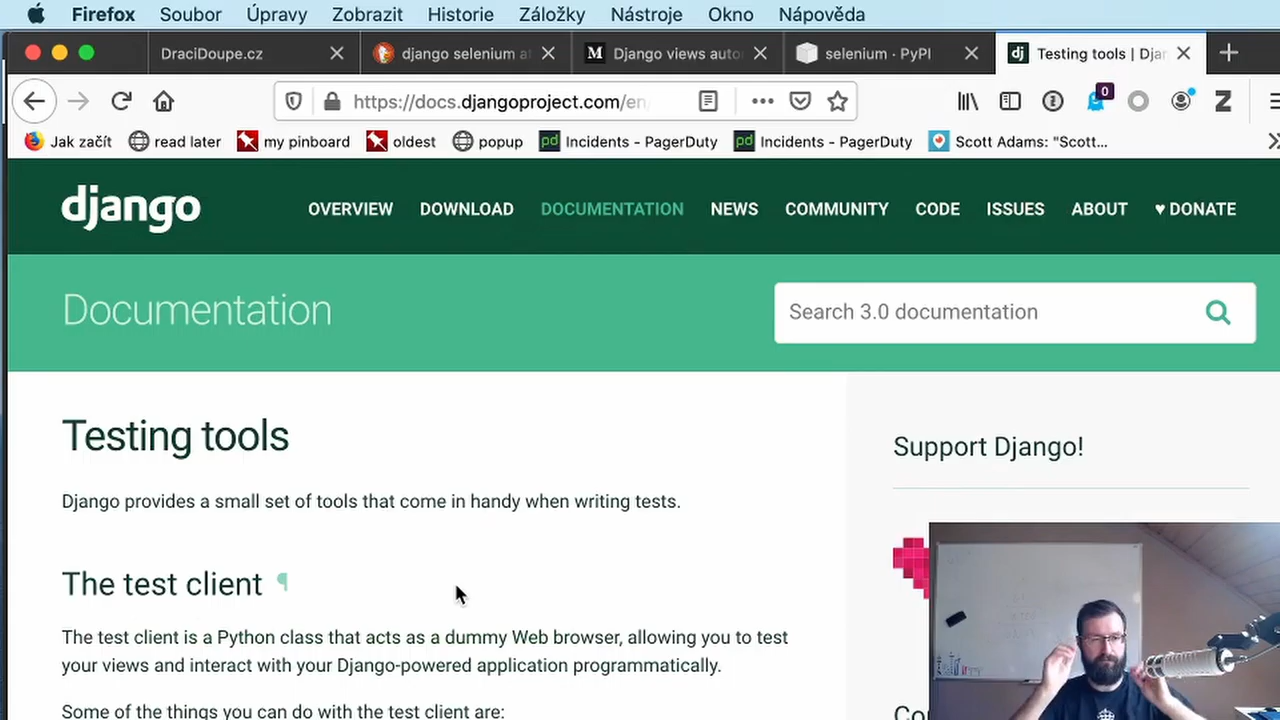 Firefox Soubor Úpravy Zobrazit Historie Záložky Nástroje Okno Nápověda
DraciDoupe.cz django selenium a Django views auto selenium · PyPI Testing tools | Djan
https://docs.djangoproject.com/en 0
Jak začít read later my pinboard oldest popup pd Incidents - PagerDuty pd Incidents - PagerDuty Scott Adams: "Scott...
django OVERVIEW DOWNLOAD DOCUMENTATION NEWS COMMUNITY CODE ISSUES ABOUT ♥ DONATE
Documentation Search 3.0 documentation
Testing tools
Support Django!
Django provides a small set of tools that come in handy when writing tests.
The test client ¶
The test client is a Python class that acts as a dummy Web browser, allowing you to test
your views and interact with your Django-powered application programmatically.
Some of the things you can do with the test client are: